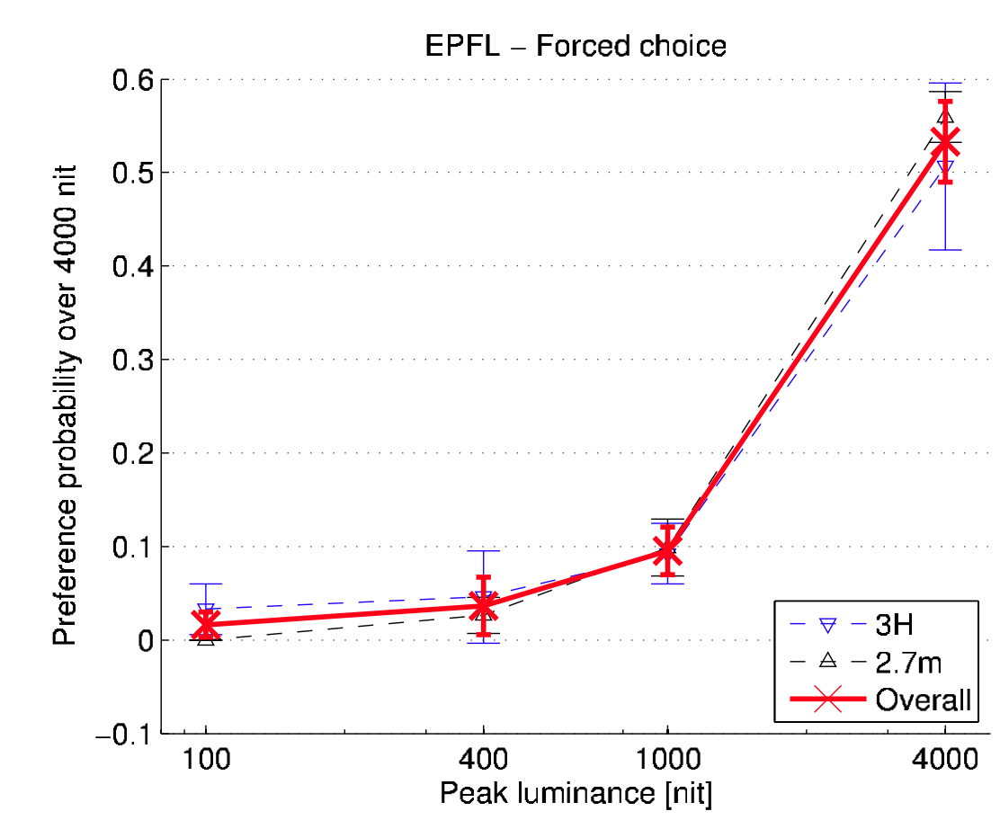 EPFL – Forced choice
Preference probability over 4000 nit
0.6
0.5
0.4
0.3
0.2
0.1
0
−0.1
100 400 1000 4000
Peak luminance [nit]
3H
2.7m
Overall